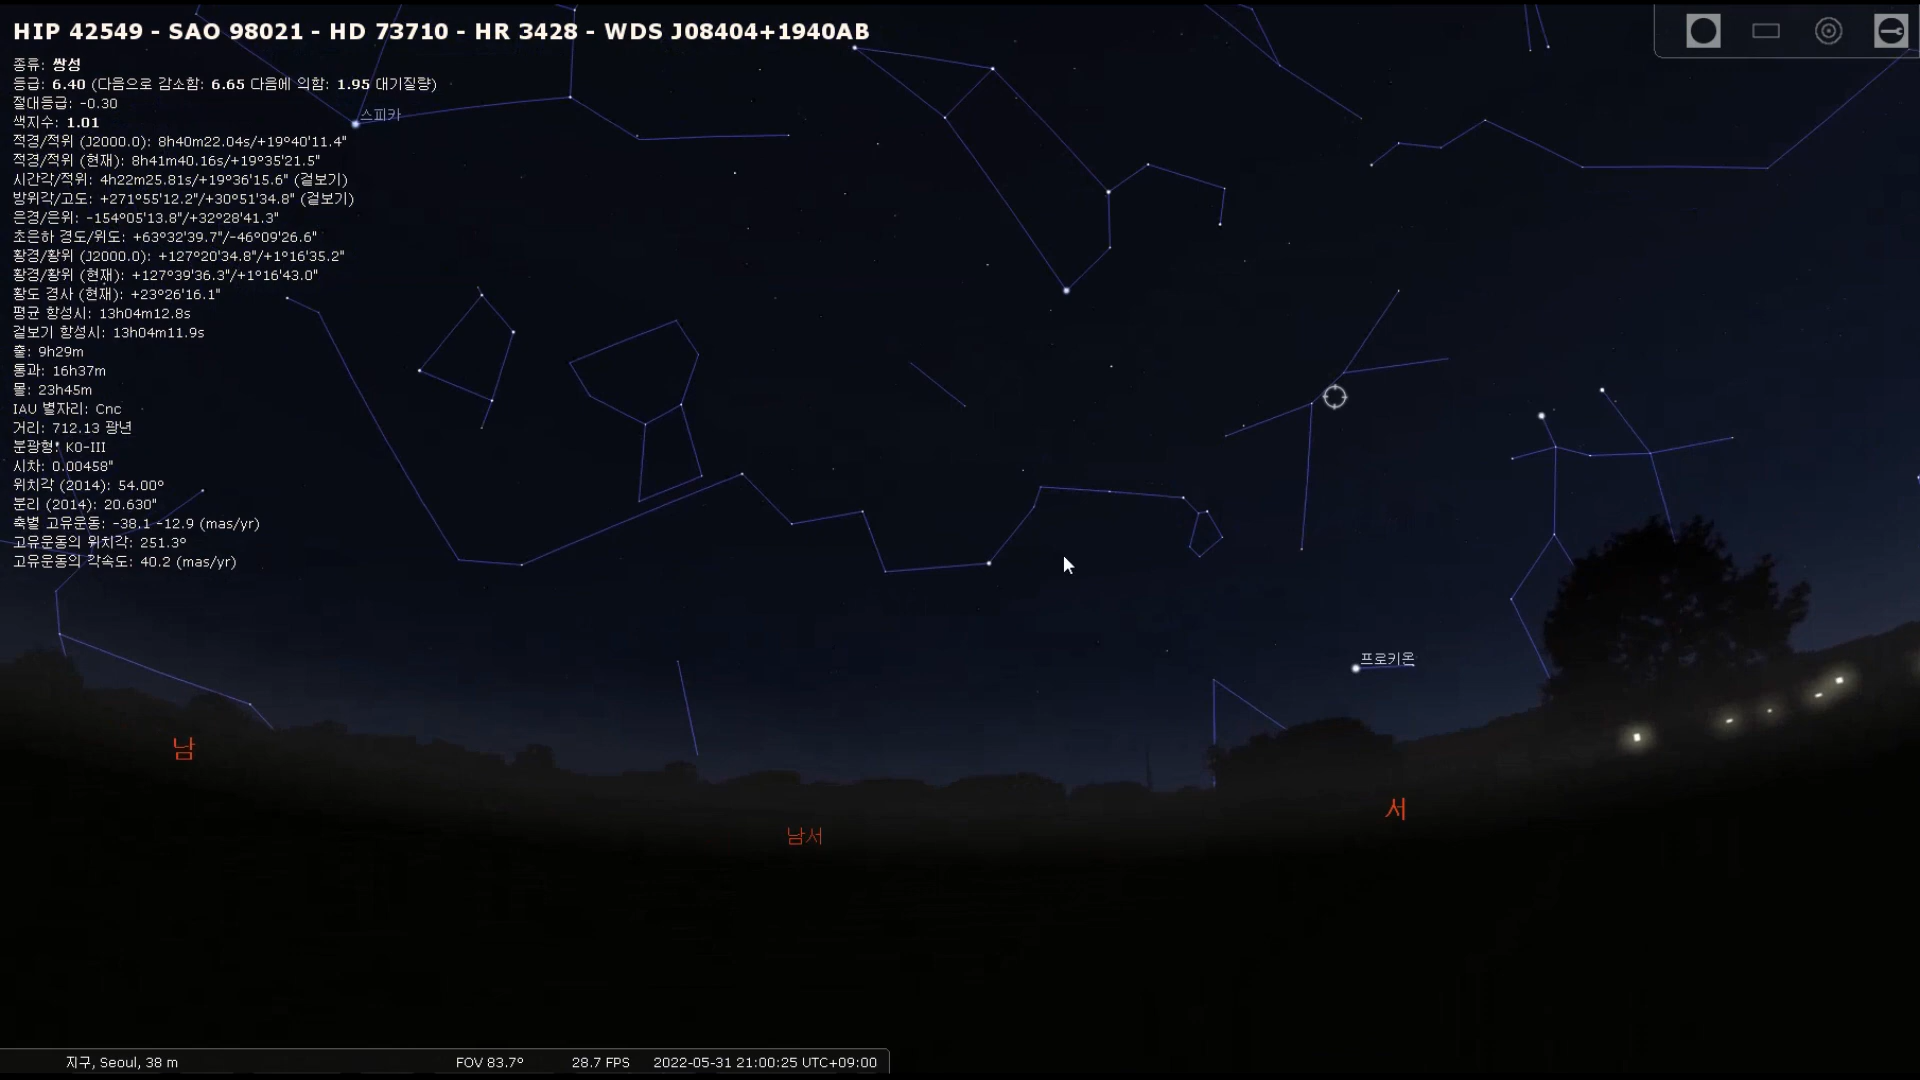 HIP 42549 - SAO 98021 - HD 73710 - HR 3428 - WDS J08404+1940AB
종류: 쌍성
등급: 6.40 (다음으로 감소함: 6.65 다음에 의함: 1.95 대기질량)
절대등급: -0.30
색지수: 1.01
적경/적위 (J2000.0): 8h40m22.04s/+19°40'11.4"
적경/적위 (현재): 8h41m40.16s/+19°35'21.5"
시간각/적위: 4h22m25.81s/+19°36'15.6" (겉보기)
방위각/고도: +271°55'12.2"/+30°51'34.8" (겉보기)
은경/은위: -154°05'13.8"/+32°28'41.3"
초은하 경도/위도: +63°32'39.7"/-46°09'26.6"
황경/황위 (J2000.0): +127°20'34.8"/+1°16'35.2"
황경/황위 (현재): +127°39'36.3"/+1°16'43.0"
황도 경사 (현재): +23°26'16.1"
평균 항성시: 13h04m12.8s
겉보기 항성시: 13h04m11.9s
출: 9h29m
통과: 16h37m
몰: 23h45m
IAU 별자리: Cnc
거리: 712.13 광년
분광형: K0-III
시차: 0.00458"
위치각 (2014): 54.00°
분리 (2014): 20.630"
축별 고유운동: -38.1 -12.9 (mas/yr)
고유운동의 위치각: 251.3°
고유운동의 각속도: 40.2 (mas/yr)
스피카
프로키온
남
남서
서
지구, Seoul, 38 m FOV 83.7° 28.7 FPS 2022-05-31 21:00:25 UTC+09:00